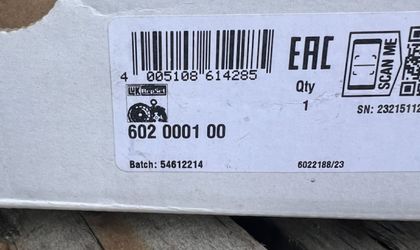 4 005108 614285
EAC
Qty
1
SCAN ME
SN: 23215112
LuK RepSet
602 0001 00
Batch: 54612214
6022188/23